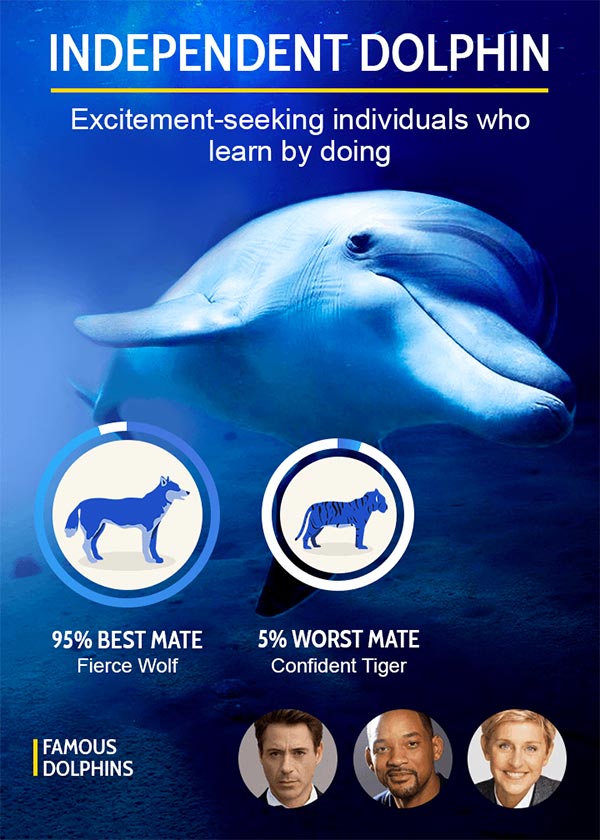 INDEPENDENT DOLPHIN
Excitement-seeking individuals who
learn by doing
95% BEST MATE
Fierce Wolf
5% WORST MATE
Confident Tiger
FAMOUS
DOLPHINS